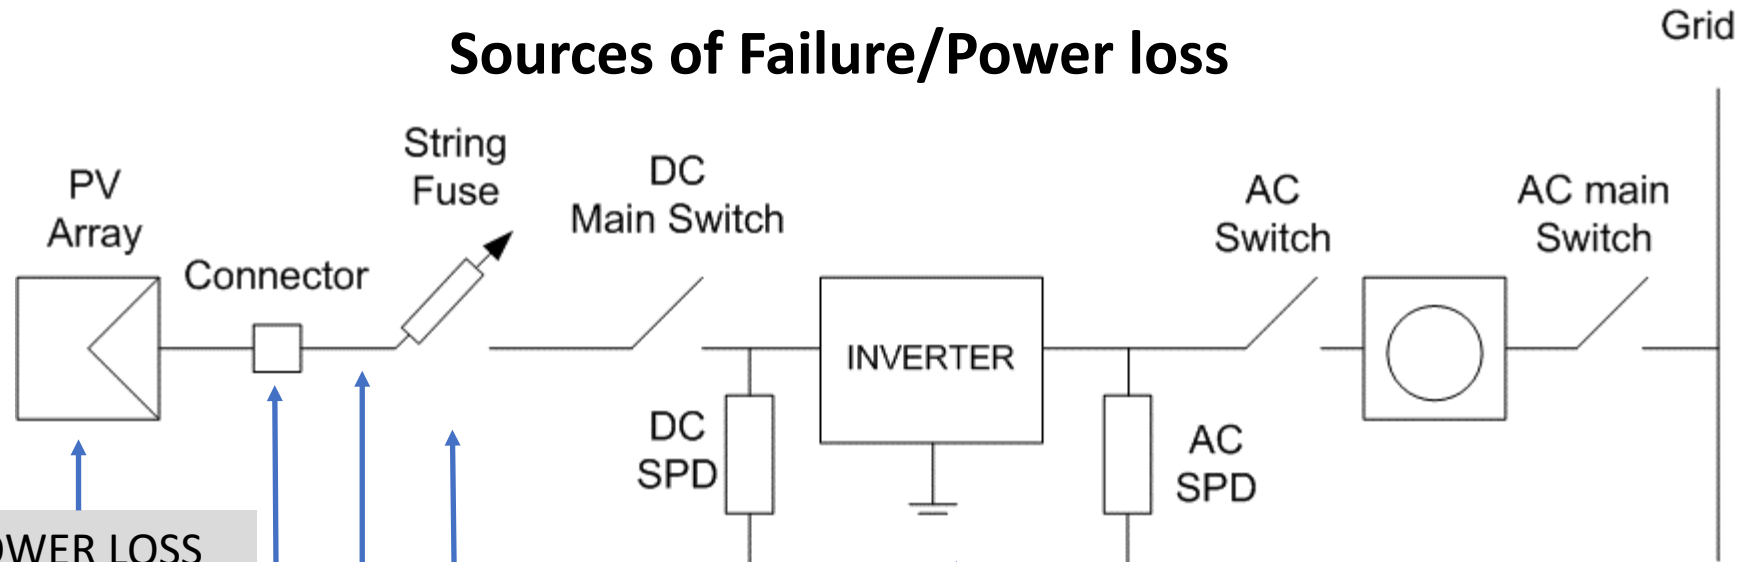 Sources of Failure/Power loss
Grid
PV
Array
Connector
String
Fuse
DC
Main Switch
AC
Switch
AC main
Switch
INVERTER
DC
SPD
AC
SPD
LOSS